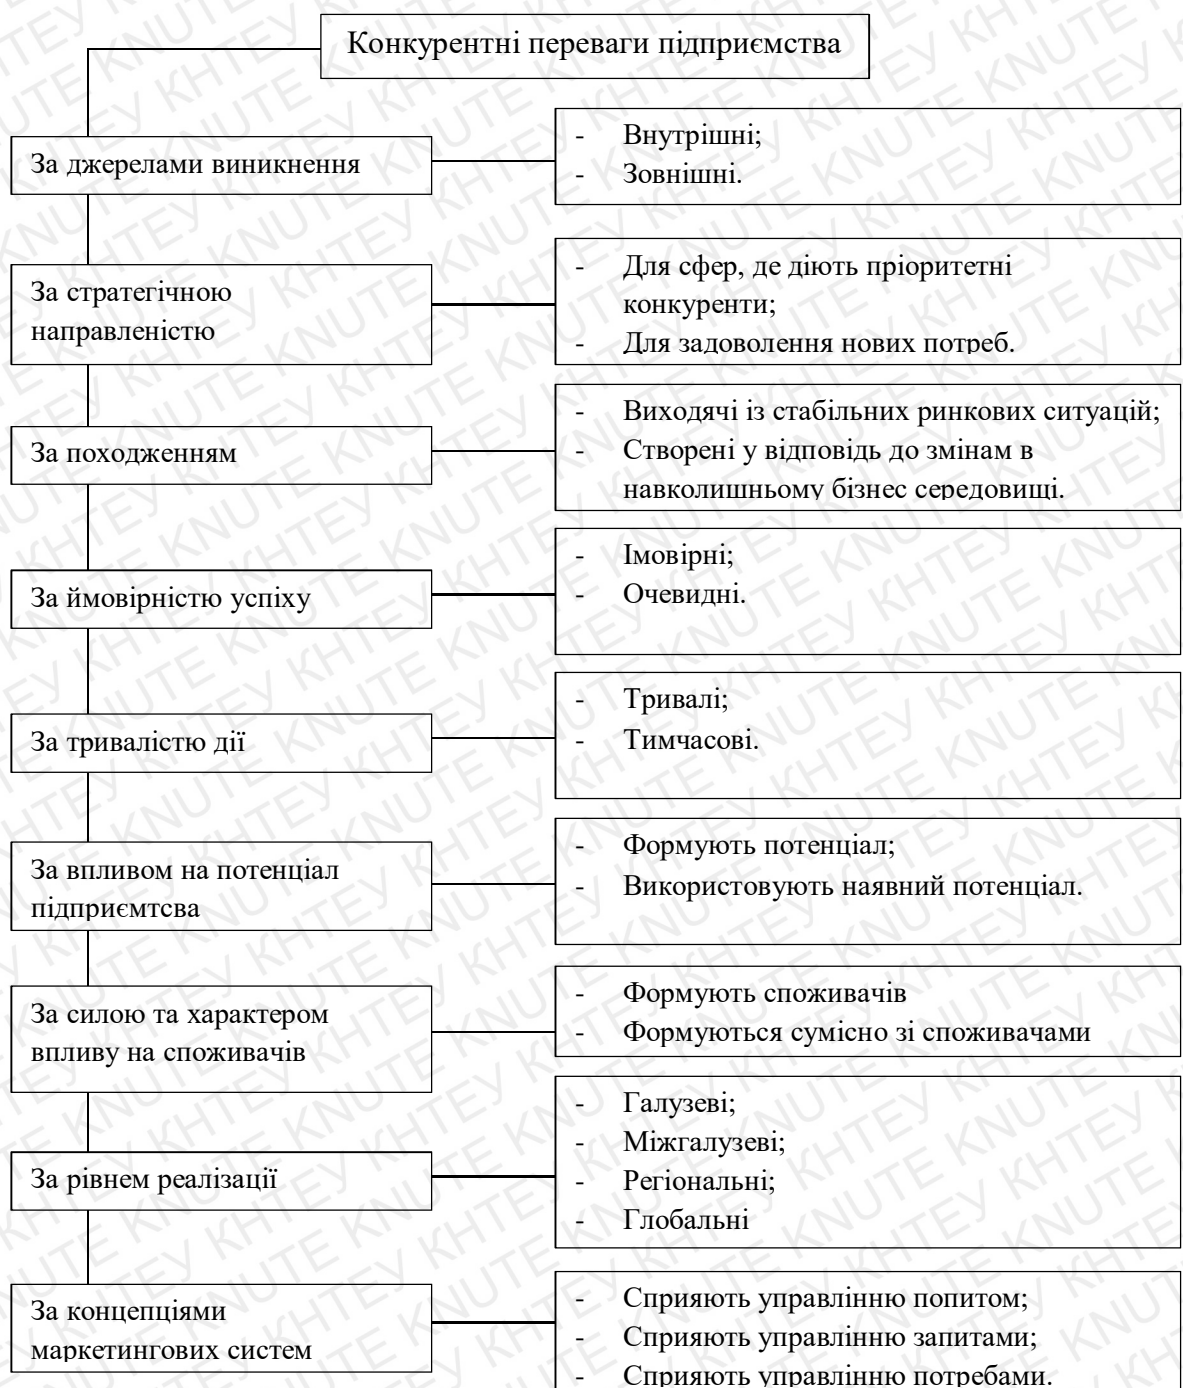 Конкурентні переваги підприємства
За джерелами виникнення
- Внутрішні;
- Зовнішні.
За стратегічною
направленістю
- Для сфер, де діють пріоритетні
конкуренти;
- Для задоволення нових потреб.
За походженням
- Виходячі із стабільних ринкових ситуацій;
- Створені у відповідь до змінам в
навколишньому бізнес середовищі.
За ймовірністю успіху
- Імовірні;
- Очевидні.
За тривалістю дії
- Тривалі;
- Тимчасові.
За впливом на потенціал
підприємтсва
- Формують потенціал;
- Використовують наявний потенціал.
За силою та характером
впливу на споживачів
- Формують споживачів
- Формуються сумісно зі споживачами
За рівнем реалізації
- Галузеві;
- Міжгалузеві;
- Регіональні;
- Глобальні
За концепціями
маркетингових систем
- Сприяють управлінню попитом;
- Сприяють управлінню запитами;
- Сприяють управлінню потребами.